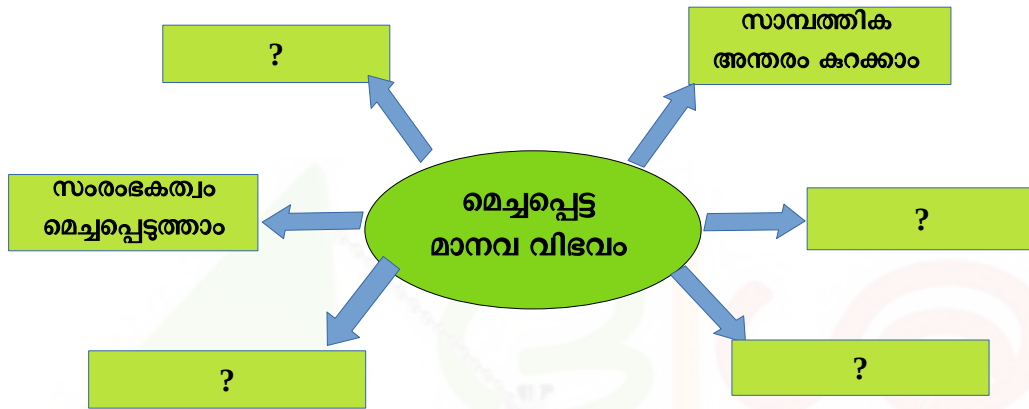 ?
സാമ്പത്തിക
അന്തരം കുറക്കാം
സംരംഭകത്വം
മെച്ചപ്പെടുത്താം
മെച്ചപ്പെട്ട
മാനവ വിഭവം
?
?
?